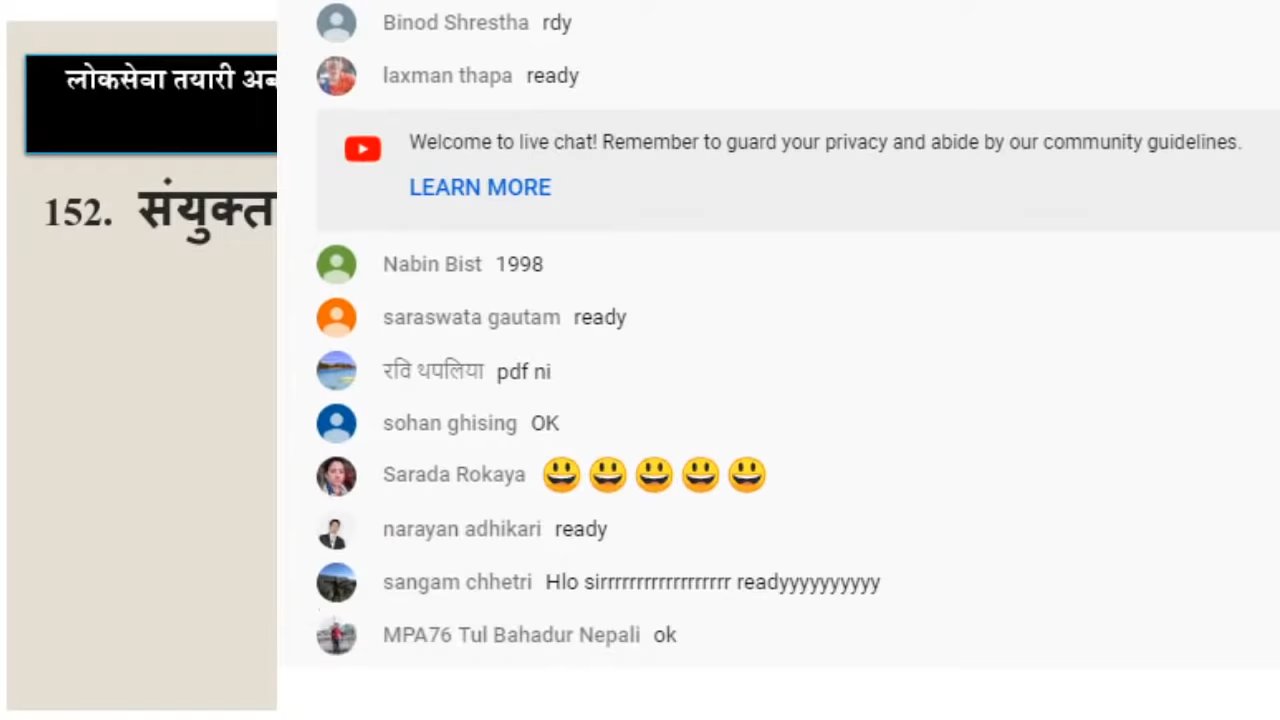 लोकसेवा तयारी
152. संयुक्त
Binod Shrestha rdy
laxman thapa ready
Welcome to live chat! Remember to guard your privacy and abide by our community guidelines.
LEARN MORE
Nabin Bist 1998
saraswata gautam ready
रवि थपलिया pdf ni
sohan ghising OK
Sarada Rokaya 😃😃😃😃😃
narayan adhikari ready
sangam chhetri Hlo sirrrrrrrrrrrrrrrrrrr readyyyyyyyyyy
MPA76 Tul Bahadur Nepali ok